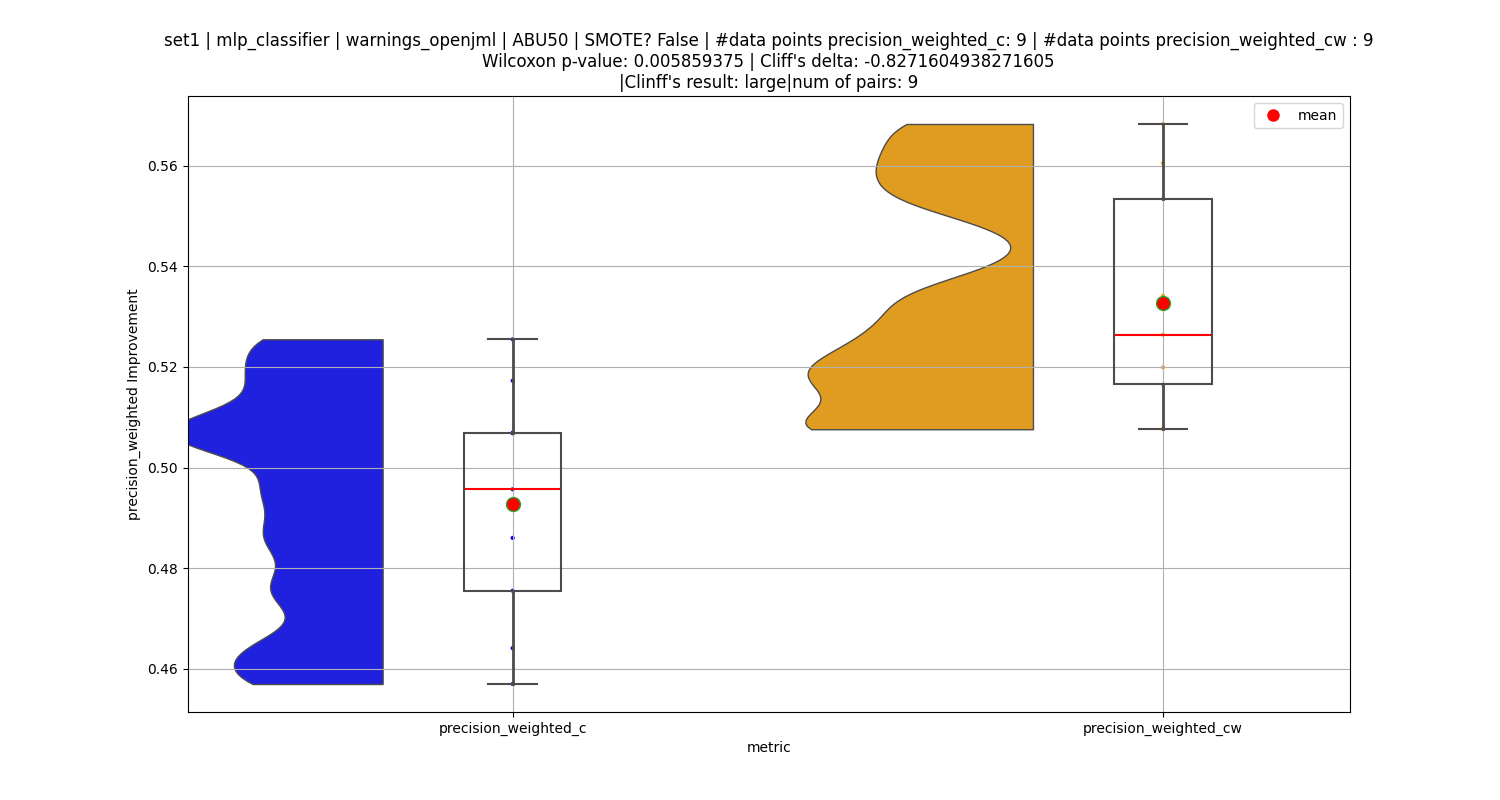 set1 | mlp_classifier | warnings_openjml | ABU50 | SMOTE? False | #data points precision_weighted_c: 9 | #data points precision_weighted_cw : 9
Wilcoxon p-value: 0.005859375 | Cliff's delta: -0.8271604938271605
|Clinff's result: large|num of pairs: 9
mean
0.56
0.54
0.52
0.50
0.48
0.46
precision_weighted Improvement
precision_weighted_c
precision_weighted_cw
metric